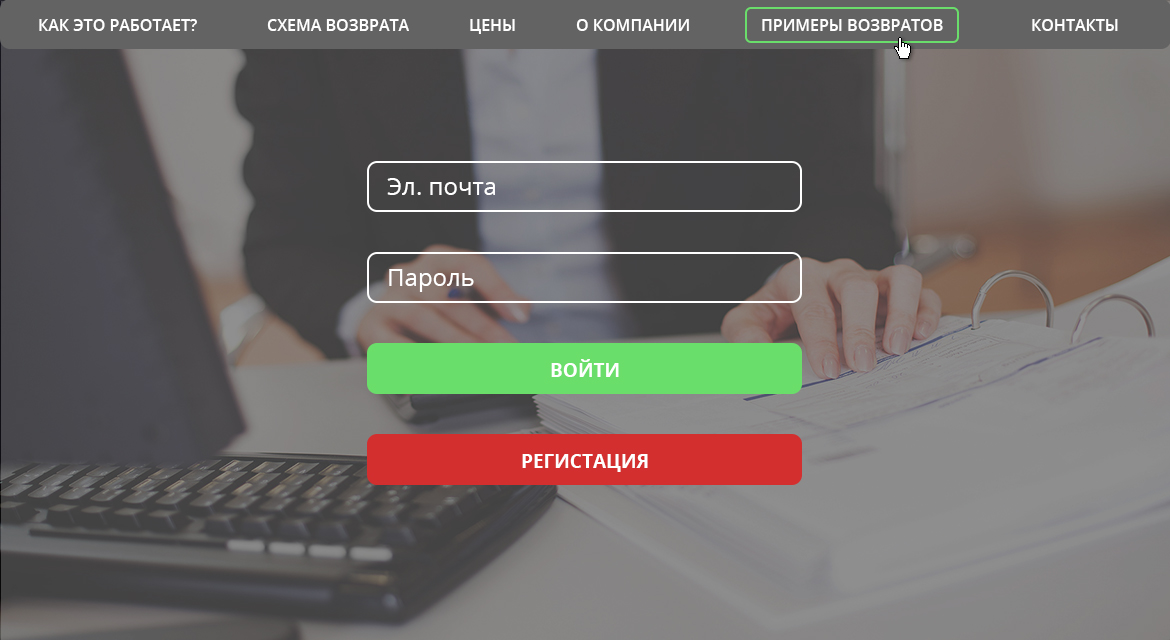 КАК ЭТО РАБОТАЕТ? СХЕМА ВОЗВРАТА ЦЕНЫ О КОМПАНИИ ПРИМЕРЫ ВОЗВРАТОВ КОНТАКТЫ
Эл. почта
Пароль
ВОЙТИ
РЕГИСТАЦИЯ